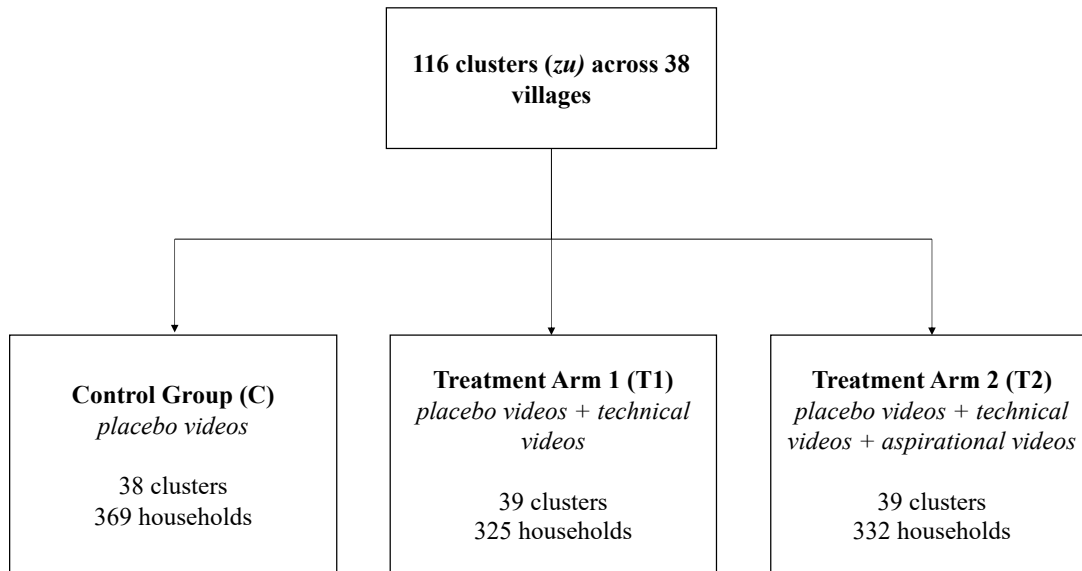 116 clusters (zu) across 38
villages
Control Group (C)
placebo videos
38 clusters
369 households
Treatment Arm 1 (T1)
placebo videos + technical
videos
39 clusters
325 households
Treatment Arm 2 (T2)
placebo videos + technical
videos + aspirational videos
39 clusters
332 households